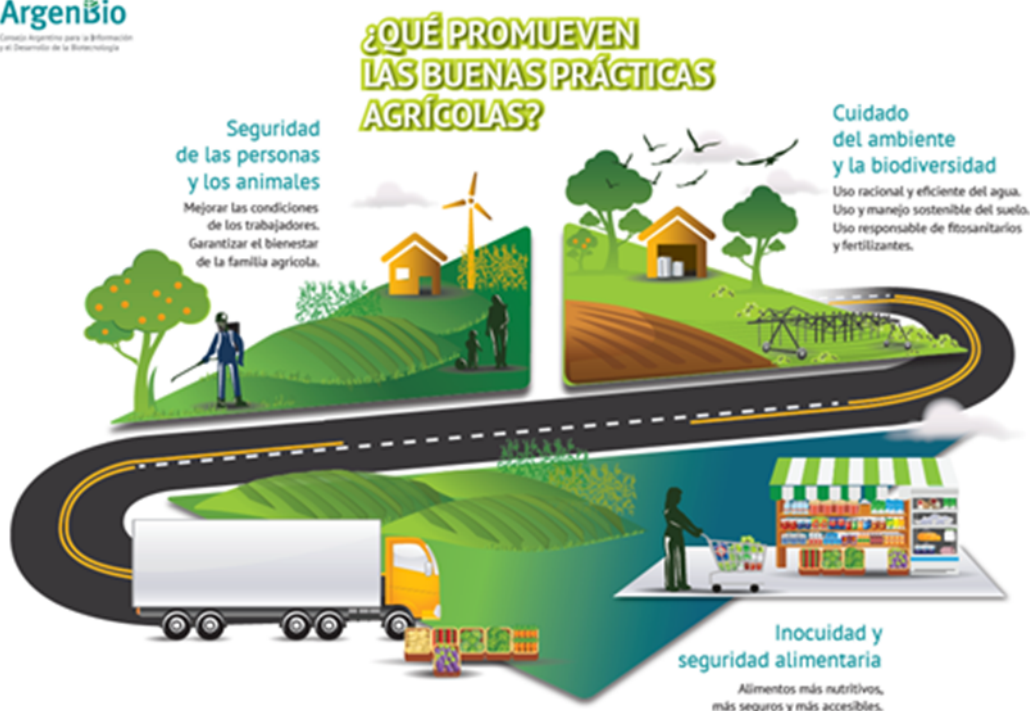 ArgenBio
Consejo Argentino para la Información
y el Desarrollo de la Biotecnología
¿QUÉ PROMUEVEN
LAS BUENAS PRÁCTICAS
AGRÍCOLAS?
Seguridad
de las personas
y los animales
Mejorar las condiciones
de los trabajadores.
Garantizar el bienestar
de la familia agrícola.
Cuidado
del ambiente
y la biodiversidad
Uso racional y eficiente del agua.
Uso y manejo sostenible del suelo.
Uso responsable de fitosanitarios
y fertilizantes.
Inocuidad y
seguridad alimentaria
Alimentos más nutritivos,
más seguros y más accesibles.